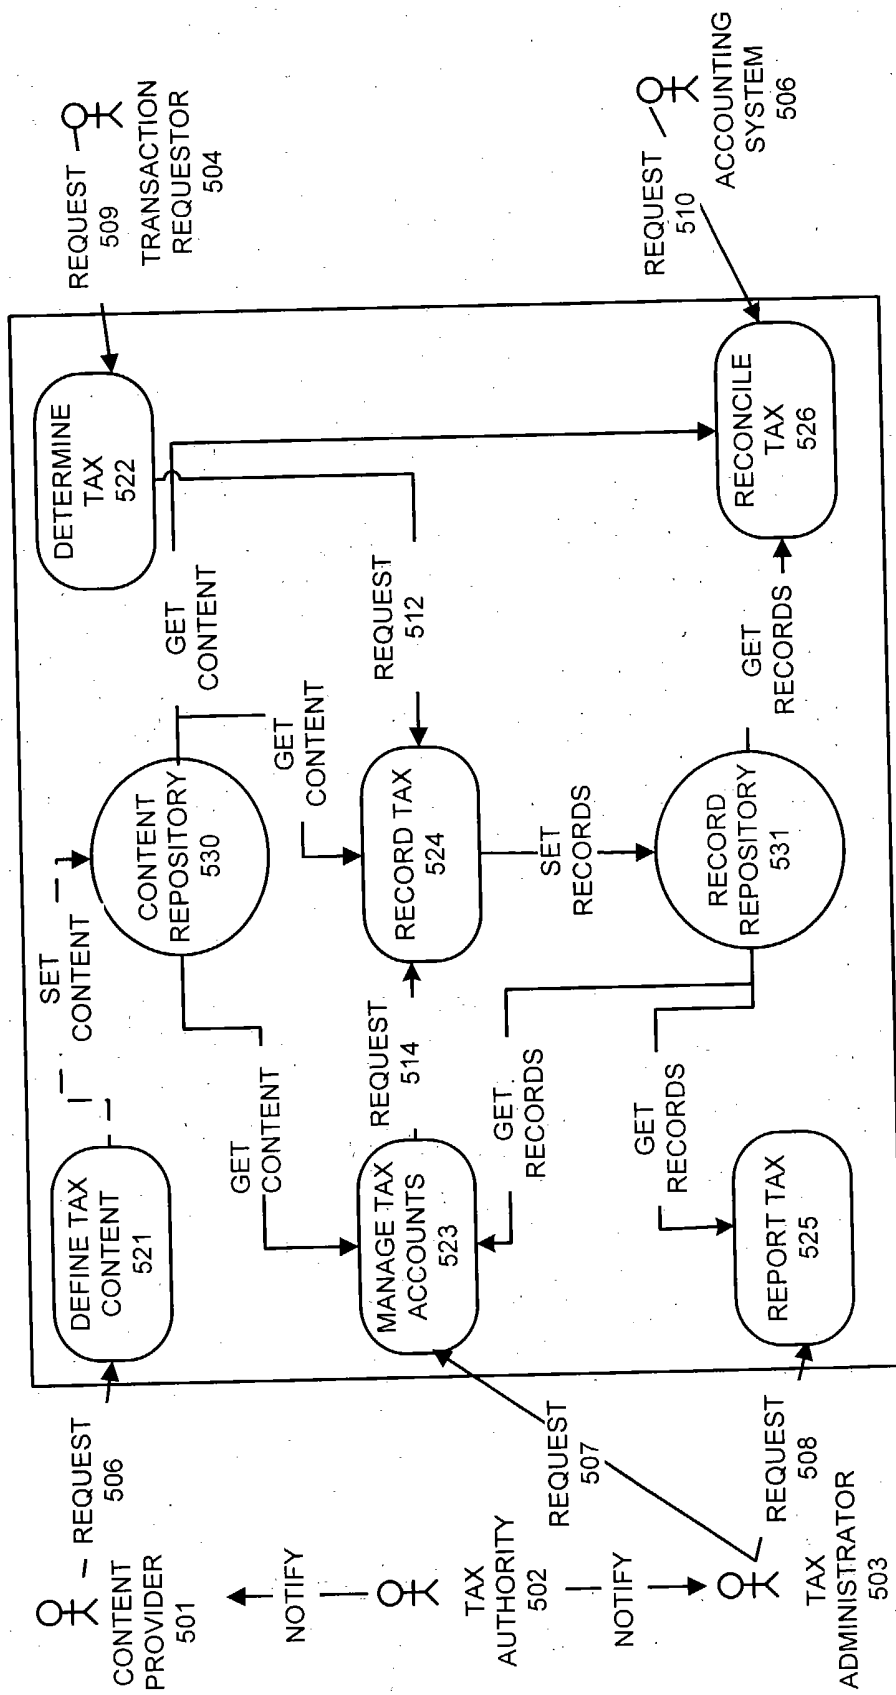 CONTENT
PROVIDER
501
REQUEST
506
NOTIFY
TAX
AUTHORITY
502
NOTIFY
TAX
ADMINISTRATOR
503
REQUEST
507
REQUEST
508
DEFINE TAX
CONTENT
521
SET
CONTENT
CONTENT
REPOSITORY
530
GET
CONTENT
DETERMINE
TAX
522
REQUEST
509
TRANSACTION
REQUESTOR
504
GET
CONTENT
GET
CONTENT
MANAGE TAX
ACCOUNTS
523
REQUEST
514
RECORD TAX
524
REQUEST
512
GET
RECORDS
SET
RECORDS
GET
RECORDS
REPORT TAX
525
RECORD
REPOSITORY
531
GET
RECORDS
RECONCILE
TAX
526
REQUEST
510
ACCOUNTING
SYSTEM
506